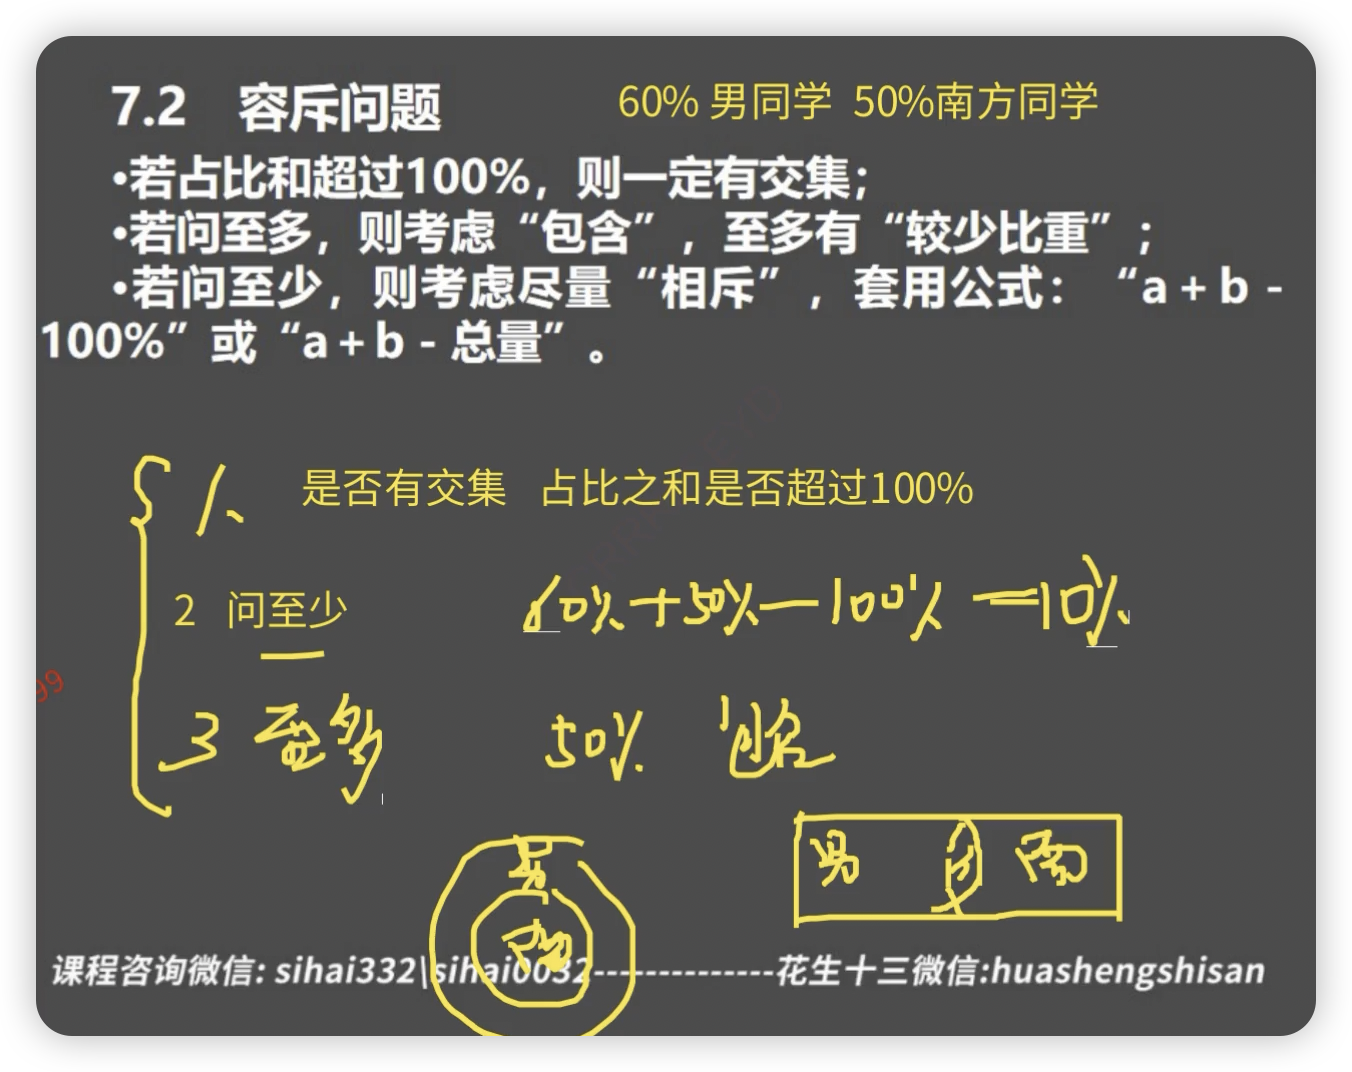 7.2 容斥问题 60% 男同学 50%南方同学
•若占比和超过100%，则一定有交集；
•若问至多，则考虑“包含”，至多有“较少比重”；
•若问至少，则考虑尽量“相斥”，套用公式：“a + b -
100%”或“a + b - 总量”。
1、 是否有交集 占比之和是否超过100%
2 问至少 60%+50%-100%=10%
99
3 至多 50%
男 南
男
南
课程咨询微信: sihai332\sihai0032--------------花生十三微信:huashengshisan